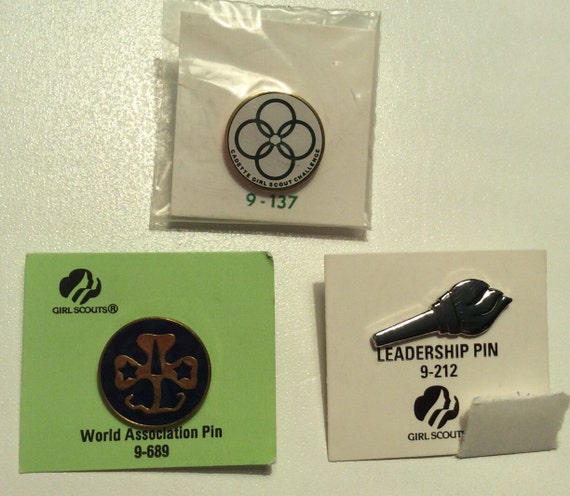 CADETTE GIRL SCOUT CHALLENGE
9-137
GIRL SCOUTS®
World Association Pin
9-689
LEADERSHIP PIN
9-212
GIRL SCOUTS